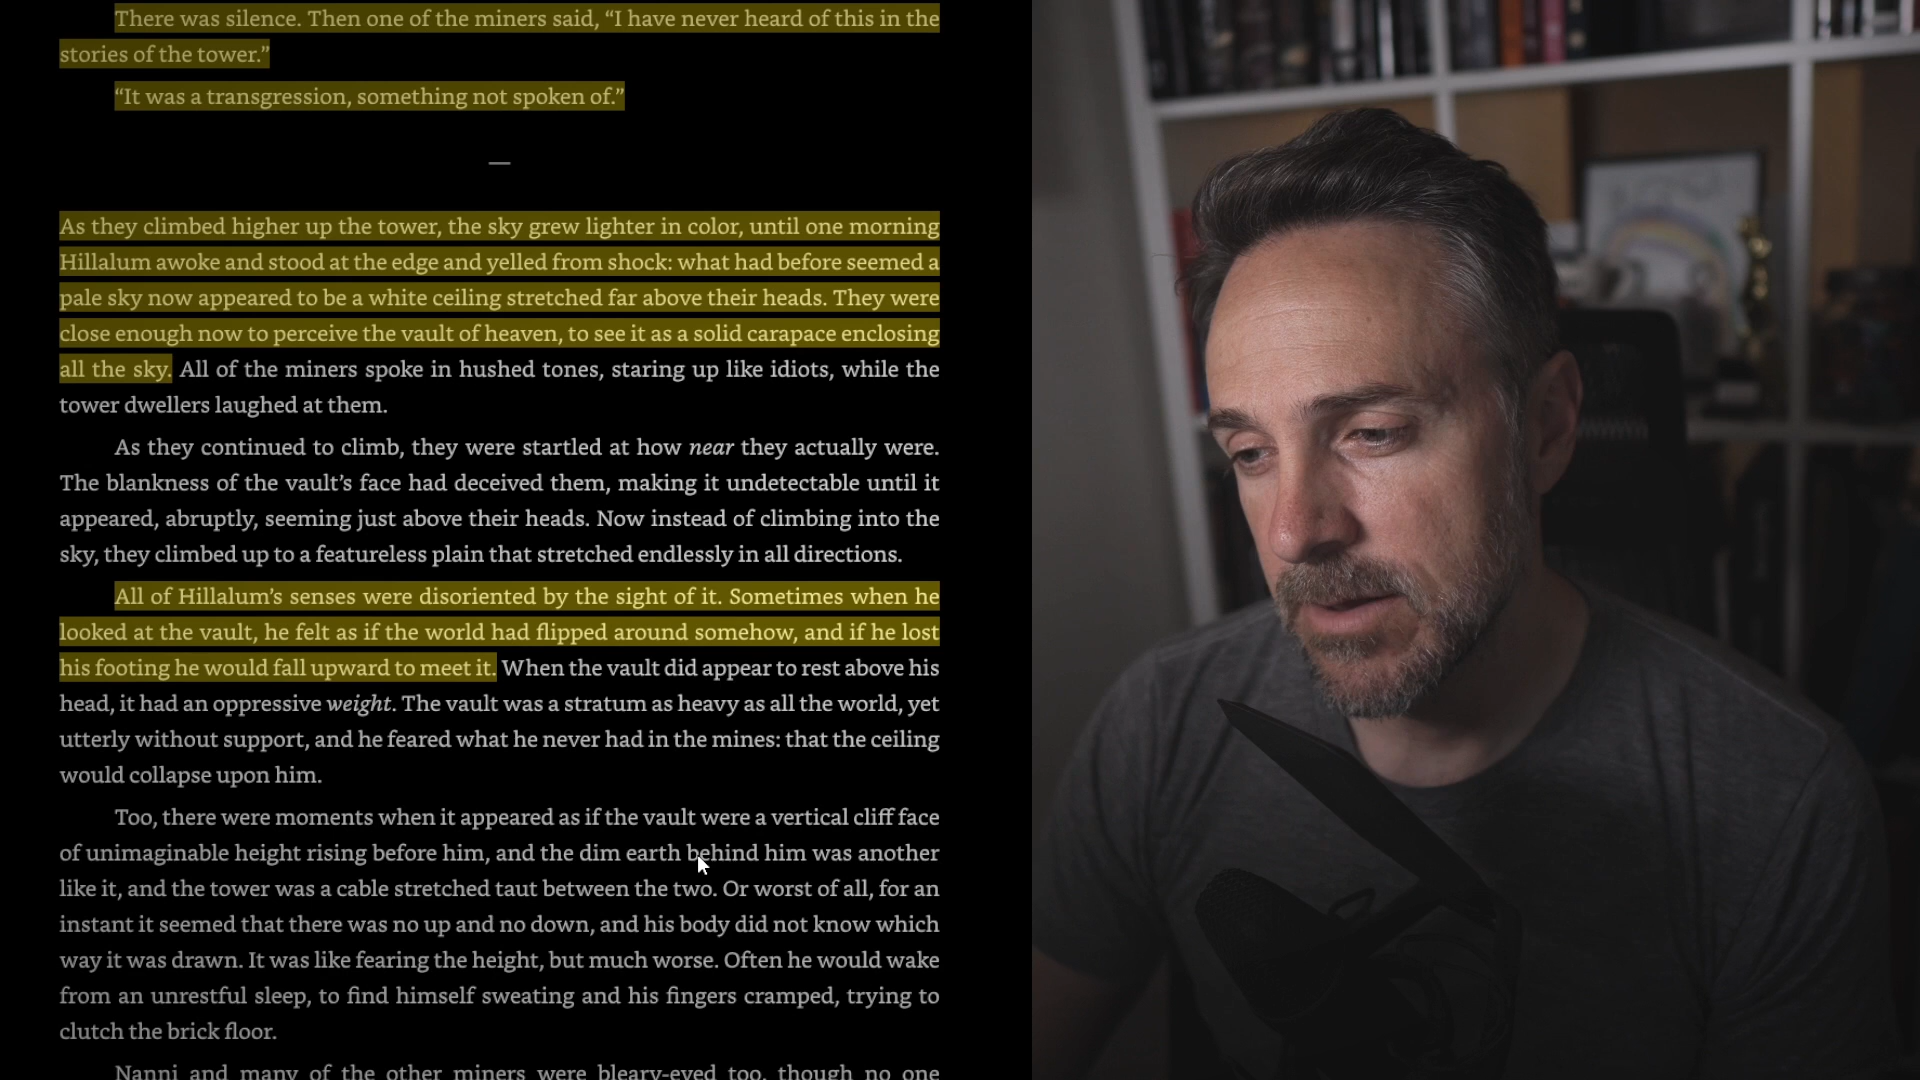 There was silence. Then one of the miners said, “I have never heard of this in the
stories of the tower.”
“It was a transgression, something not spoken of.”
—
As they climbed higher up the tower, the sky grew lighter in color, until one morning
Hillalum awoke and stood at the edge and yelled from shock: what had before seemed a
pale sky now appeared to be a white ceiling stretched far above their heads. They were
close enough now to perceive the vault of heaven, to see it as a solid carapace enclosing
all the sky. All of the miners spoke in hushed tones, staring up like idiots, while the
tower dwellers laughed at them.
As they continued to climb, they were startled at how near they actually were.
The blankness of the vault’s face had deceived them, making it undetectable until it
appeared, abruptly, seeming just above their heads. Now instead of climbing into the
sky, they climbed up to a featureless plain that stretched endlessly in all directions.
All of Hillalum’s senses were disoriented by the sight of it. Sometimes when he
looked at the vault, he felt as if the world had flipped around somehow, and if he lost
his footing he would fall upward to meet it. When the vault did appear to rest above his
head, it had an oppressive weight. The vault was a stratum as heavy as all the world, yet
utterly without support, and he feared what he never had in the mines: that the ceiling
would collapse upon him.
Too, there were moments when it appeared as if the vault were a vertical cliff face
of unimaginable height rising before him, and the dim earth behind him was another
like it, and the tower was a cable stretched taut between the two. Or worst of all, for an
instant it seemed that there was no up and no down, and his body did not know which
way it was drawn. It was like fearing the height, but much worse. Often he would wake
from an unrestful sleep, to find himself sweating and his fingers cramped, trying to
clutch the brick floor.
Nanni and many of the other miners were bleary-eyed too, though no one